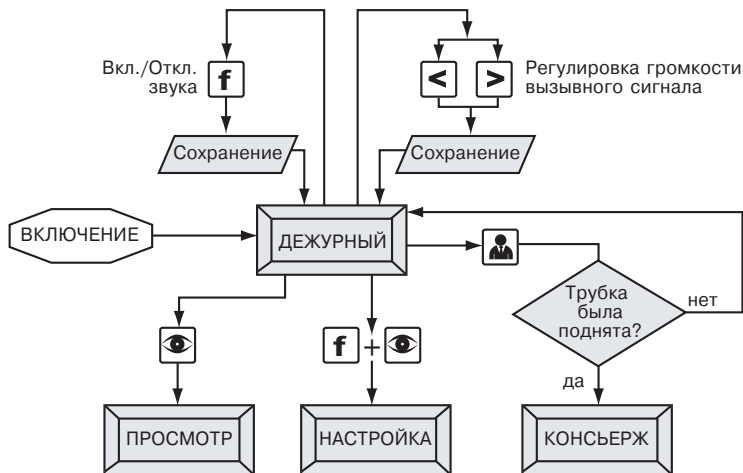 Вкл./Откл.
звука
f
<
>
Регулировка громкости
вызывного сигнала
Сохранение
Сохранение
ВКЛЮЧЕНИЕ
ДЕЖУРНЫЙ
Трубка
была
поднята?
нет
f +
да
ПРОСМОТР
НАСТРОЙКА
КОНСЬЕРЖ